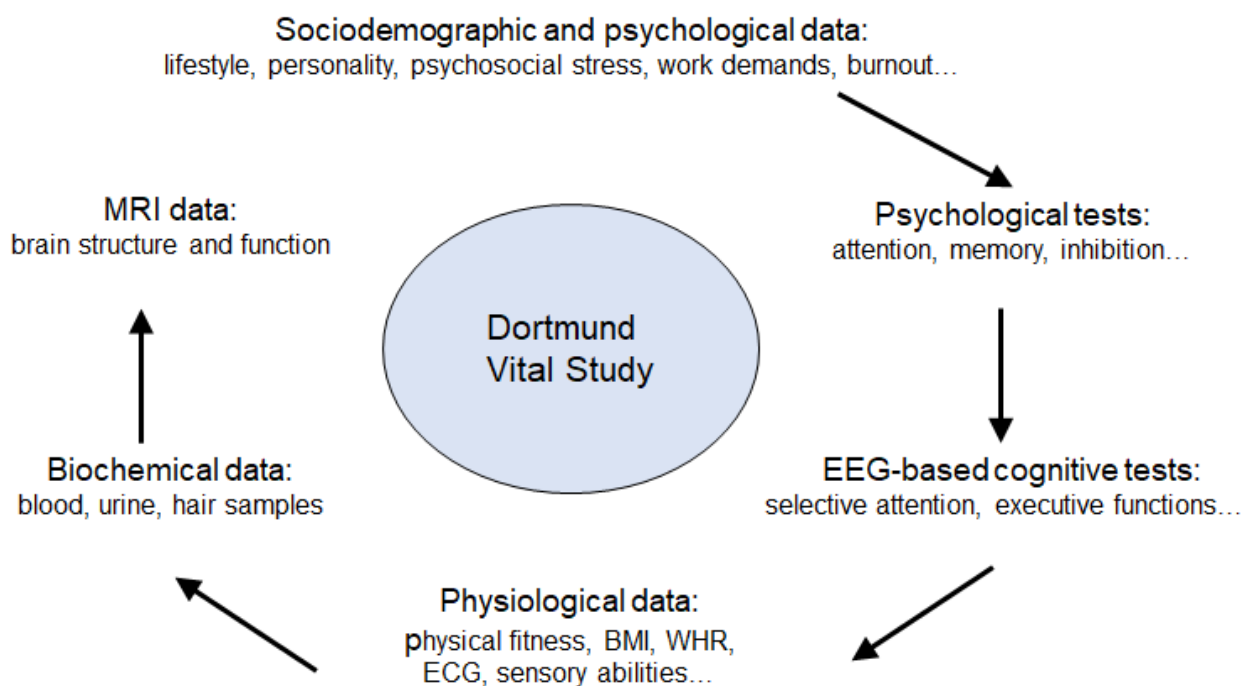 Sociodemographic and psychological data:
lifestyle, personality, psychosocial stress, work demands, burnout…
MRI data:
brain structure and function
Psychological tests:
attention, memory, inhibition…
Dortmund
Vital Study
Biochemical data:
blood, urine, hair samples
EEG-based cognitive tests:
selective attention, executive functions…
Physiological data:
physical fitness, BMI, WHR,
ECG, sensory abilities…